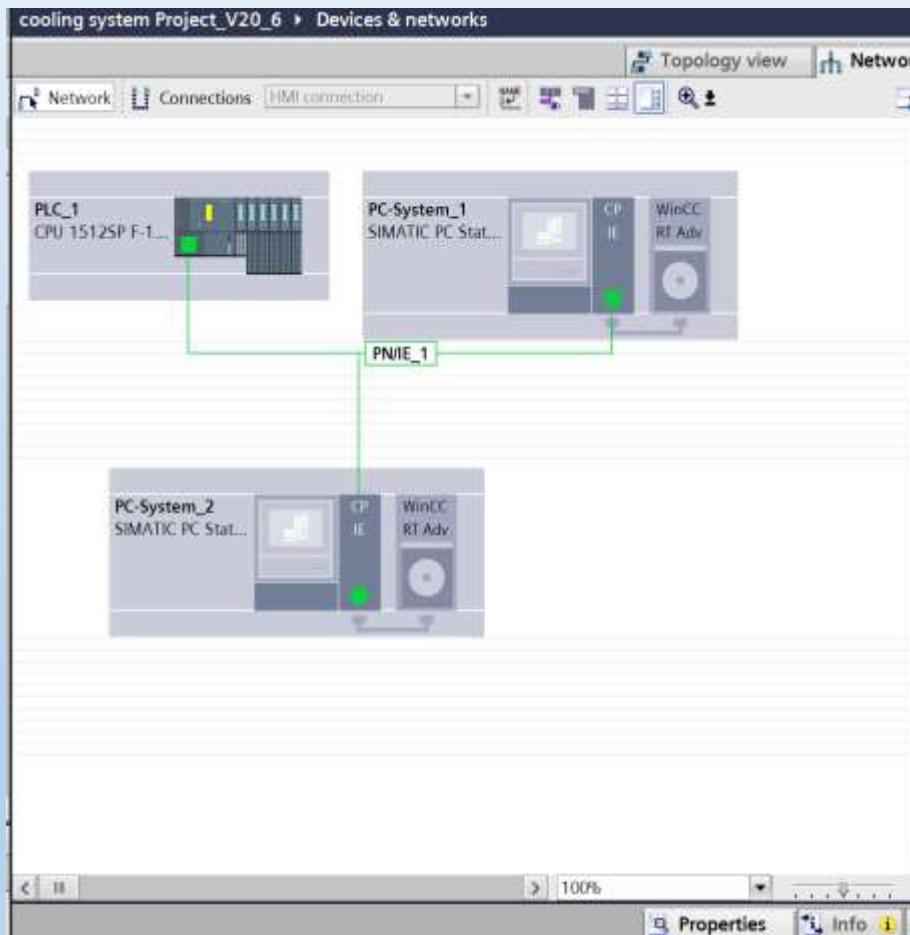 cooling system Project_V20_6 ▸ Devices & networks
Topology view
Networ
Network Connections HMI connection
100%
PLC_1
CPU 1512SP F-1...
PC-System_1
SIMATIC PC Stat...
CP
IE
WinCC
RT Adv
PN/IE_1
PC-System_2
SIMATIC PC Stat...
CP
IE
WinCC
RT Adv.
100%
Properties
Info